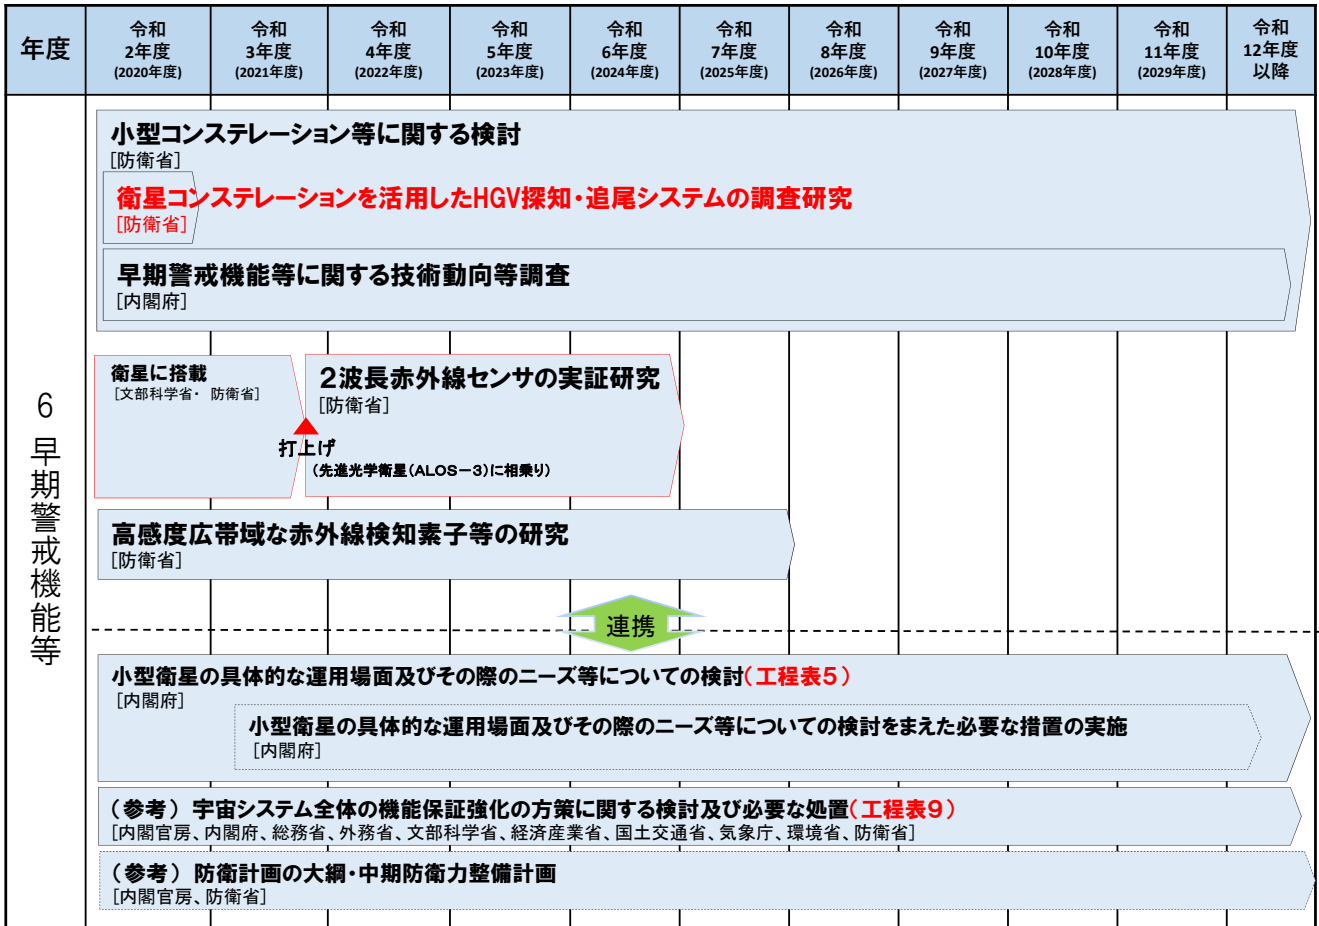 年度
令和
2年度
(2020年度)
令和
3年度
(2021年度)
令和
4年度
(2022年度)
令和
5年度
(2023年度)
令和
6年度
(2024年度)
令和
7年度
(2025年度)
令和
8年度
(2026年度)
令和
9年度
(2027年度)
令和
10年度
(2028年度)
令和
11年度
(2029年度)
令和
12年度
以降
6 早期警戒機能等
小型コンステレーション等に関する検討
[防衛省]
衛星コンステレーションを活用したHGV探知・追尾システムの調査研究
[防衛省]
早期警戒機能等に関する技術動向等調査
[内閣府]
衛星に搭載
[文部科学省・ 防衛省]
２波長赤外線センサの実証研究
[防衛省]
打上げ
(先進光学衛星(ALOS－3)に相乗り)
高感度広帯域な赤外線検知素子等の研究
[防衛省]
連携
小型衛星の具体的な運用場面及びその際のニーズ等についての検討(工程表5)
[内閣府]
小型衛星の具体的な運用場面及びその際のニーズ等についての検討をまえた必要な措置の実施
[内閣府]
(参考) 宇宙システム全体の機能保証強化の方策に関する検討及び必要な処置(工程表9)
[内閣官房、内閣府、総務省、外務省、文部科学省、経済産業省、国土交通省、気象庁、環境省、防衛省]
(参考) 防衛計画の大綱・中期防衛力整備計画
[内閣官房、防衛省]